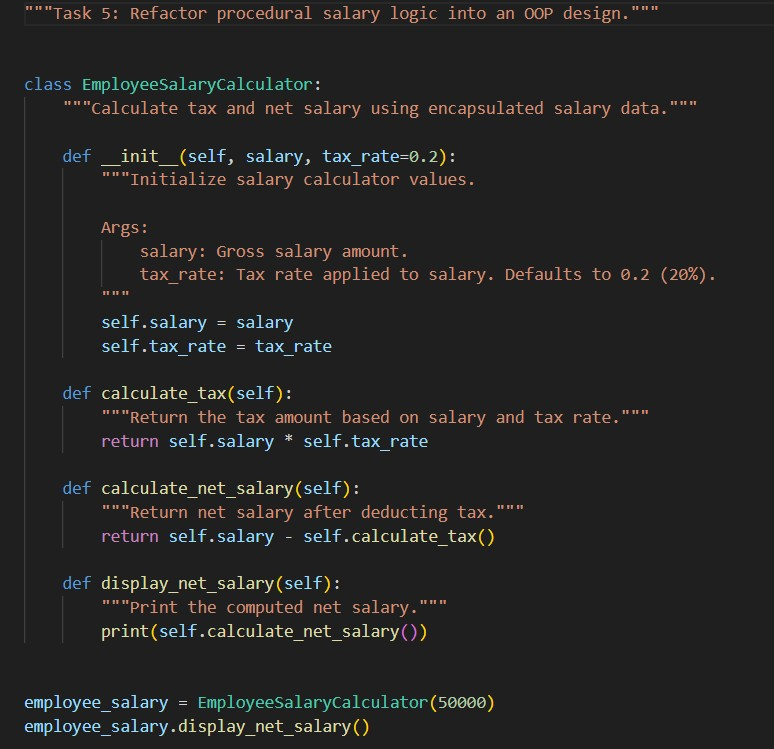 """Task 5: Refactor procedural salary logic into an OOP design."""
class EmployeeSalaryCalculator:
    """Calculate tax and net salary using encapsulated salary data."""
    def __init__(self, salary, tax_rate=0.2):
        """Initialize salary calculator values.
        Args:
            salary: Gross salary amount.
            tax_rate: Tax rate applied to salary. Defaults to 0.2 (20%).
        """
        self.salary = salary
        self.tax_rate = tax_rate
    def calculate_tax(self):
        """Return the tax amount based on salary and tax rate."""
        return self.salary * self.tax_rate
    def calculate_net_salary(self):
        """Return net salary after deducting tax."""
        return self.salary - self.calculate_tax()
    def display_net_salary(self):
        """Print the computed net salary."""
        print(self.calculate_net_salary())
employee_salary = EmployeeSalaryCalculator(50000)
employee_salary.display_net_salary()